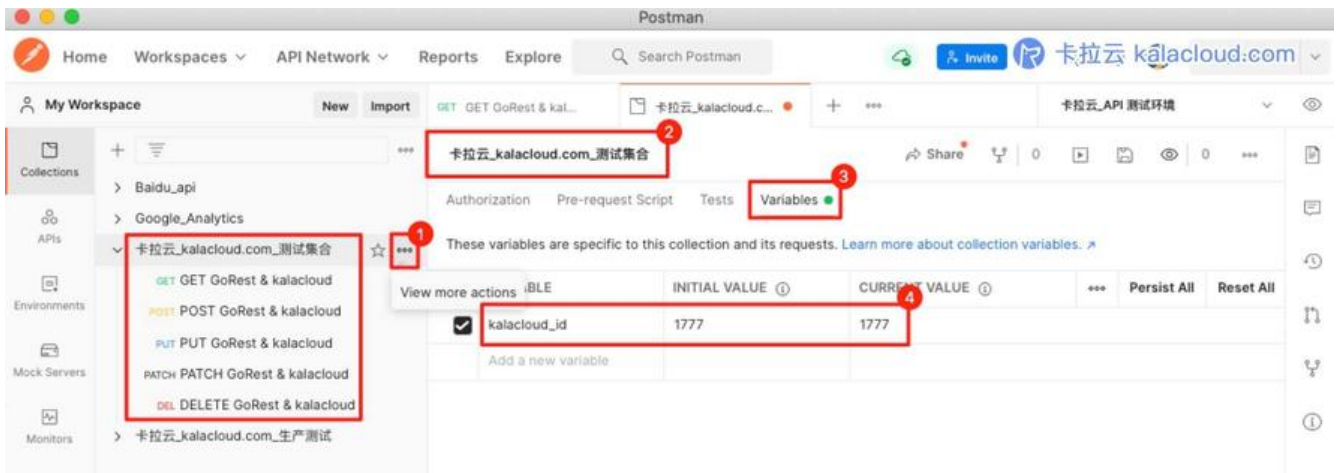 Postman
Home Workspaces API Network Reports Explore Search Postman Invite 卡拉云 kalacloud.com
My Workspace New Import GET GET GoRest & kal... 卡拉云_kalacloud.c... 卡拉云_API 测试环境
2
Collections 卡拉云_kalacloud.com_测试集合 Share 0 0
3
Baidu_api
Authorization Pre-request Script Tests Variables
APIs Google_Analytics
1
卡拉云_kalacloud.com_测试集合 These variables are specific to this collection and its requests. Learn more about collection variables.
GET GET GoRest & kalacloud
Environments View more actions BLE INITIAL VALUE CURRENT VALUE Persist All Reset All
4
POST POST GoRest & kalacloud
kalacloud_id 1777 1777
PUT PUT GoRest & kalacloud
Add a new variable
Mock Servers PATCH PATCH GoRest & kalacloud
DEL DELETE GoRest & kalacloud
Monitors 卡拉云_kalacloud.com_生产测试